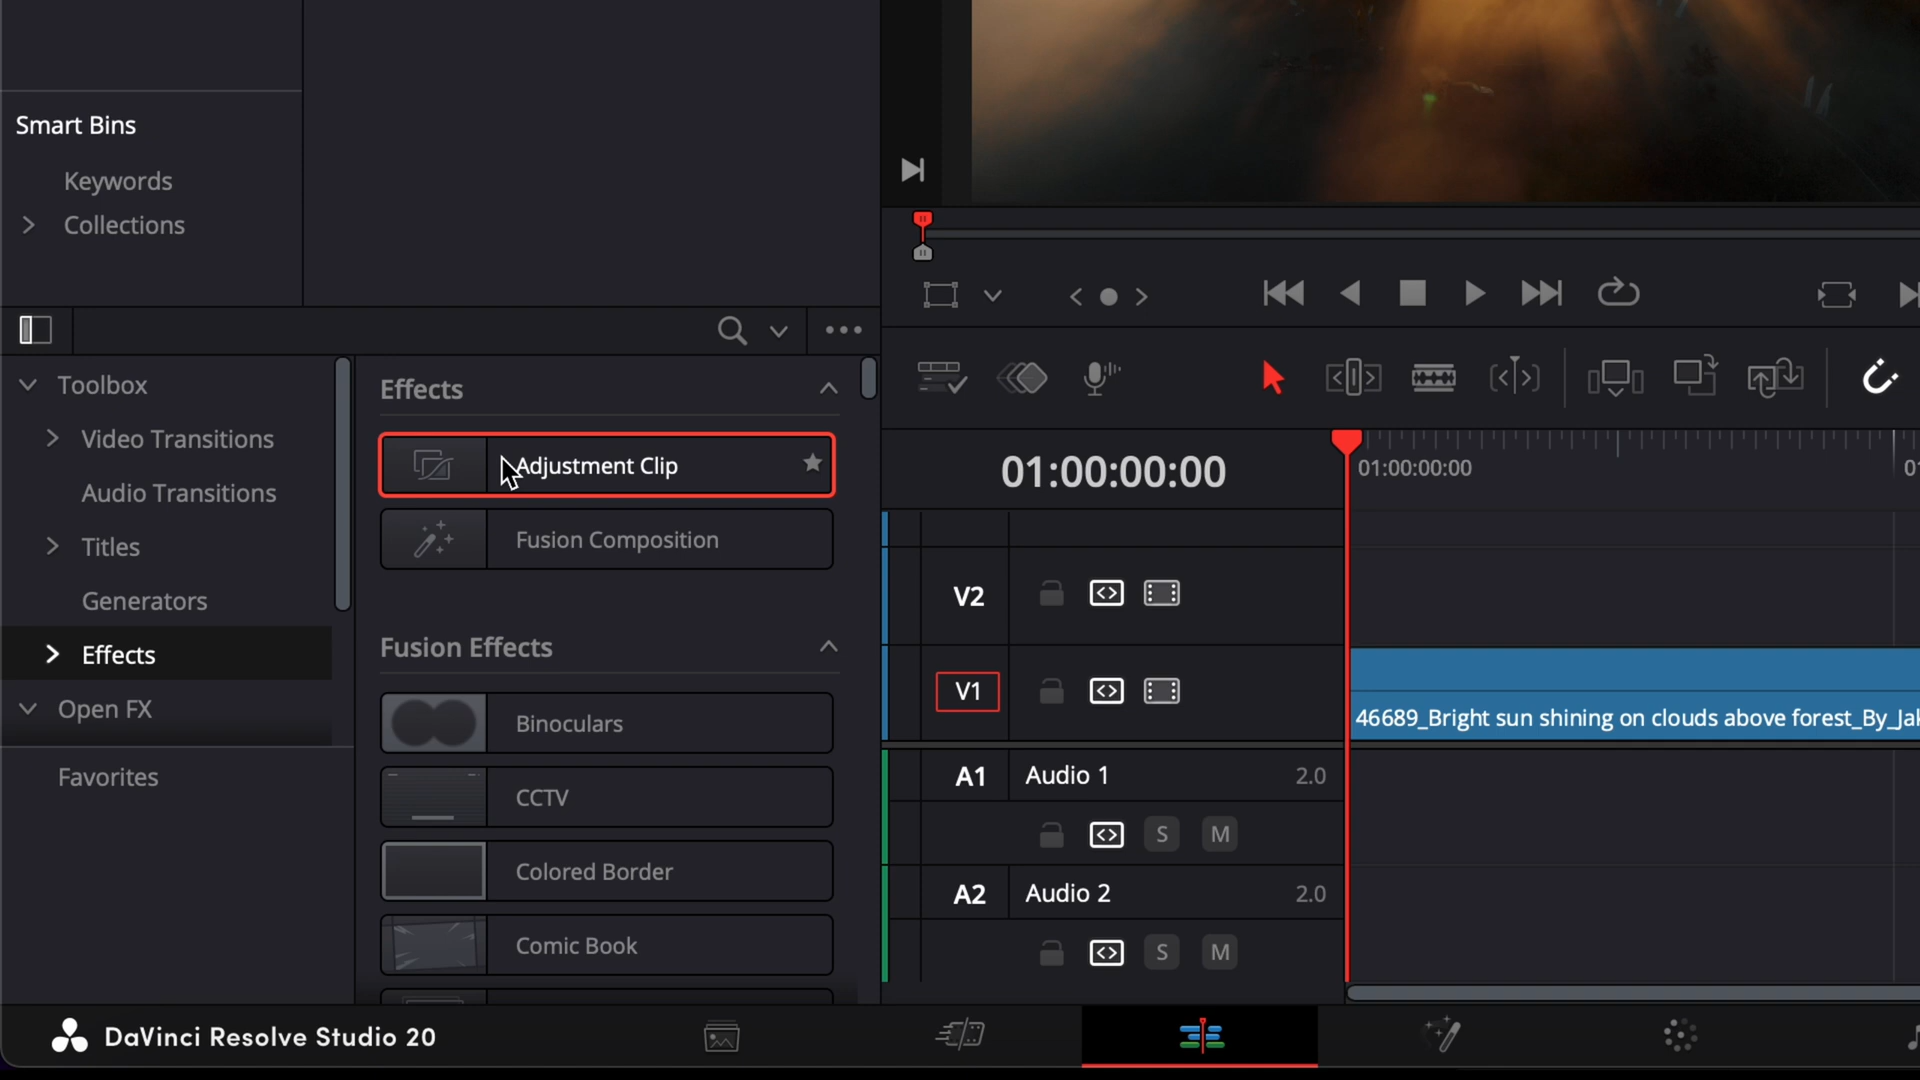 Smart Bins
Keywords
Collections
Toolbox
Video Transitions
Audio Transitions
Titles
Generators
Effects
Open FX
Favorites
Effects
Adjustment Clip
Fusion Composition
Fusion Effects
Binoculars
CCTV
Colored Border
Comic Book
01:00:00:00
01:00:00:00
V2
V1
46689_Bright sun shining on clouds above forest_By_Jak
A1 Audio 1 2.0
S M
A2 Audio 2 2.0
S M
DaVinci Resolve Studio 20